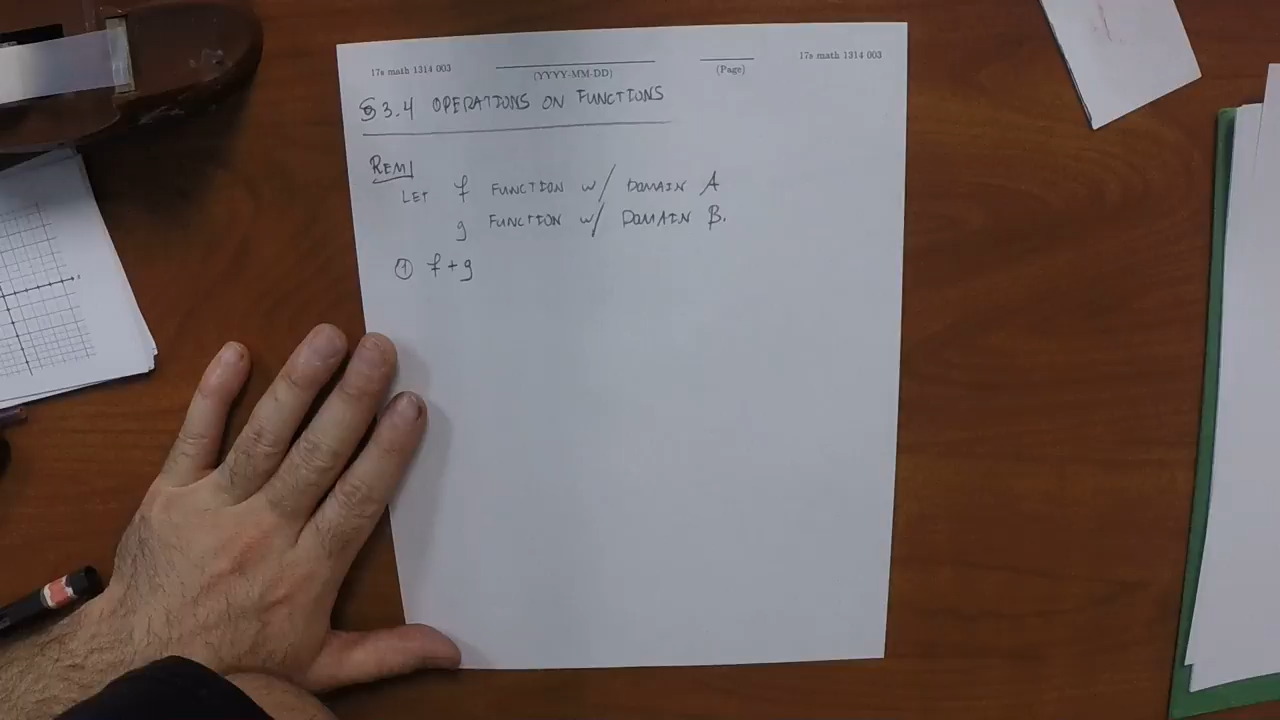 17s math 1314 003
(YYYY-MM-DD)
(Page)
17s math 1314 003
§ 3.4 OPERATIONS ON FUNCTIONS
REM
LET f FUNCTION w/ DOMAIN A
g FUNCTION w/ DOMAIN B.
① f+g